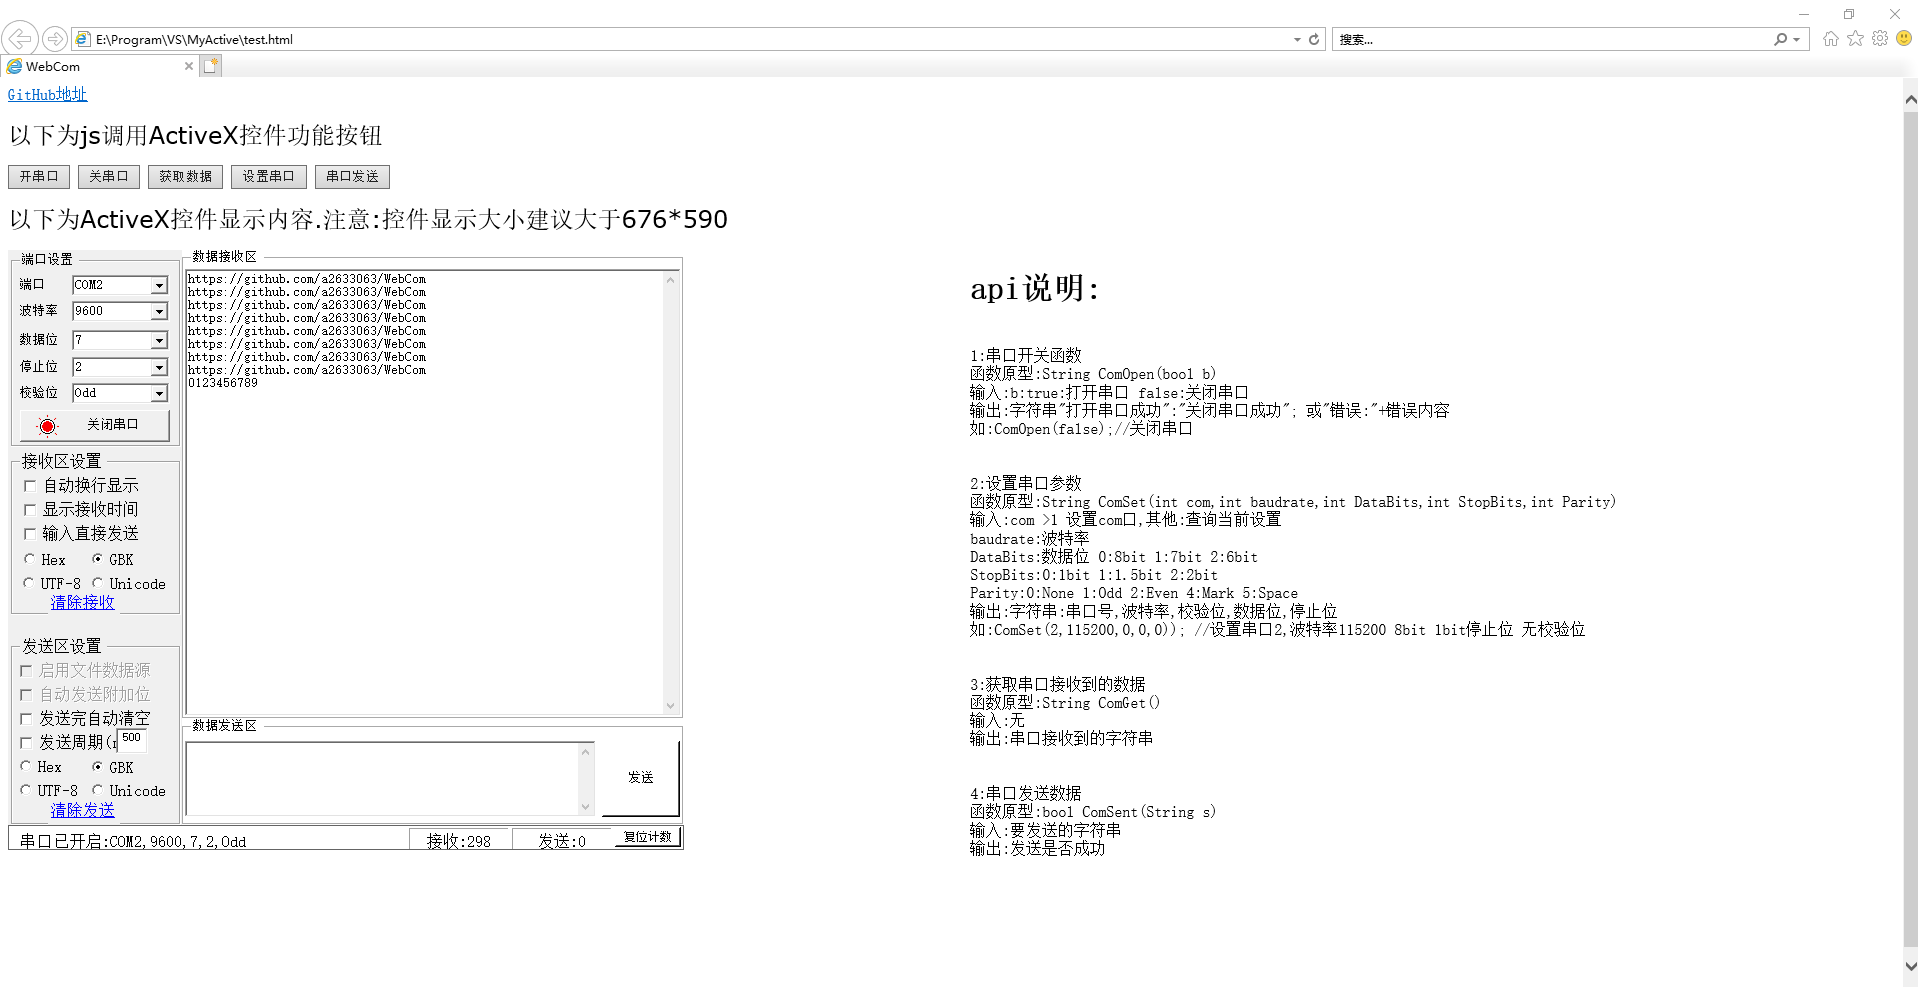 E:\Program\VS\MyActive\test.html
搜索...
WebCom
GitHub地址
以下为js调用ActiveX控件功能按钮
开串口 关串口 获取数据 设置串口 串口发送
以下为ActiveX控件显示内容.注意:控件显示大小建议大于676*590
端口设置
端口 COM2
波特率 9600
数据位 7
停止位 2
校验位 Odd
关闭串口
接收区设置
自动换行显示
显示接收时间
输入直接发送
Hex GBK
UTF-8 Unicode
清除接收
发送区设置
启用文件数据源
自动发送附加位
发送完自动清空
发送周期( 500
Hex GBK
UTF-8 Unicode
清除发送
数据接收区
https://github.com/a2633063/WebCom
https://github.com/a2633063/WebCom
https://github.com/a2633063/WebCom
https://github.com/a2633063/WebCom
https://github.com/a2633063/WebCom
https://github.com/a2633063/WebCom
https://github.com/a2633063/WebCom
https://github.com/a2633063/WebCom
0123456789
数据发送区
发送
串口已开启:COM2,9600,7,2,Odd 接收:298 发送:0 复位计数
api说明:
1:串口开关函数
函数原型:String ComOpen(bool b)
输入:b:true:打开串口 false:关闭串口
输出:字符串"打开串口成功":"关闭串口成功"; 或"错误:"+错误内容
如:ComOpen(false);//关闭串口
2:设置串口参数
函数原型:String ComSet(int com,int baudrate,int DataBits,int StopBits,int Parity)
输入:com >1 设置com口,其他:查询当前设置
baudrate:波特率
DataBits:数据位 0:8bit 1:7bit 2:6bit
StopBits:0:1bit 1:1.5bit 2:2bit
Parity:0:None 1:Odd 2:Even 4:Mark 5:Space
输出:字符串:串口号,波特率,校验位,数据位,停止位
如:ComSet(2,115200,0,0,0)); //设置串口2,波特率115200 8bit 1bit停止位 无校验位
3:获取串口接收到的数据
函数原型:String ComGet()
输入:无
输出:串口接收到的字符串
4:串口发送数据
函数原型:bool ComSent(String s)
输入:要发送的字符串
输出:发送是否成功